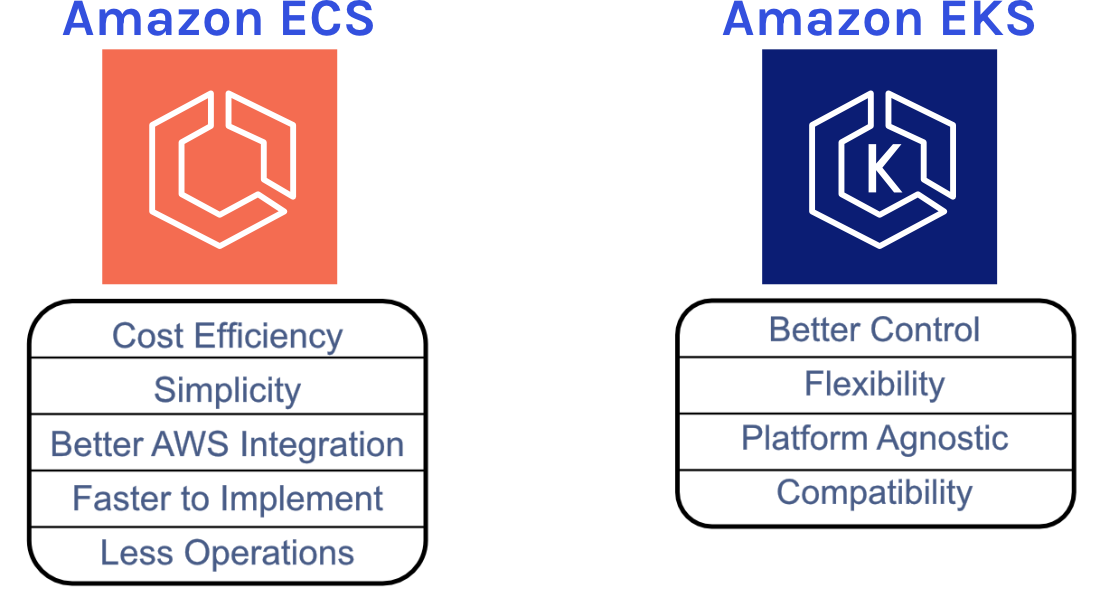 Amazon ECS
Cost Efficiency
Simplicity
Better AWS Integration
Faster to Implement
Less Operations
Amazon EKS
K
Better Control
Flexibility
Platform Agnostic
Compatibility